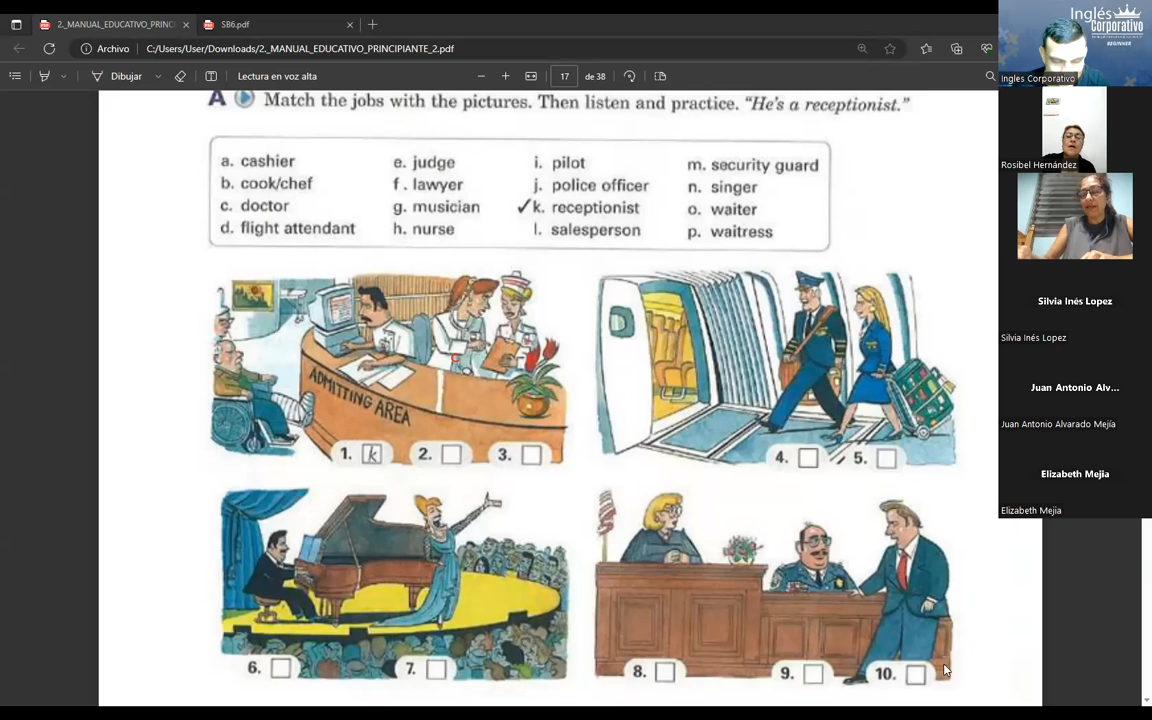 2._MANUAL_EDUCATIVO_PRINC
SB6.pdf
Archivo
C:/Users/User/Downloads/2._MANUAL_EDUCATIVO_PRINCIPIANTE_2.pdf
Dibujar
Lectura en voz alta
17 de 38
A Match the jobs with the pictures. Then listen and practice. “He's a receptionist.”
a. cashier
b. cook/chef
c. doctor
d. flight attendant
e. judge
f. lawyer
g. musician
h. nurse
i. pilot
j. police officer
✓k. receptionist
l. salesperson
m. security guard
n. singer
o. waiter
p. waitress
ADMITTING AREA
C
1. k 2. 3.
4. 5.
6. 7.
8. 9. 10.
Inglés
Corporativo
BEGINNER
Ingles Corporativo
Rosibel Hernández
Silvia Inés Lopez
Silvia Inés Lopez
Juan Antonio Alv...
Juan Antonio Alvarado Mejía
Elizabeth Mejia
Elizabeth Mejia